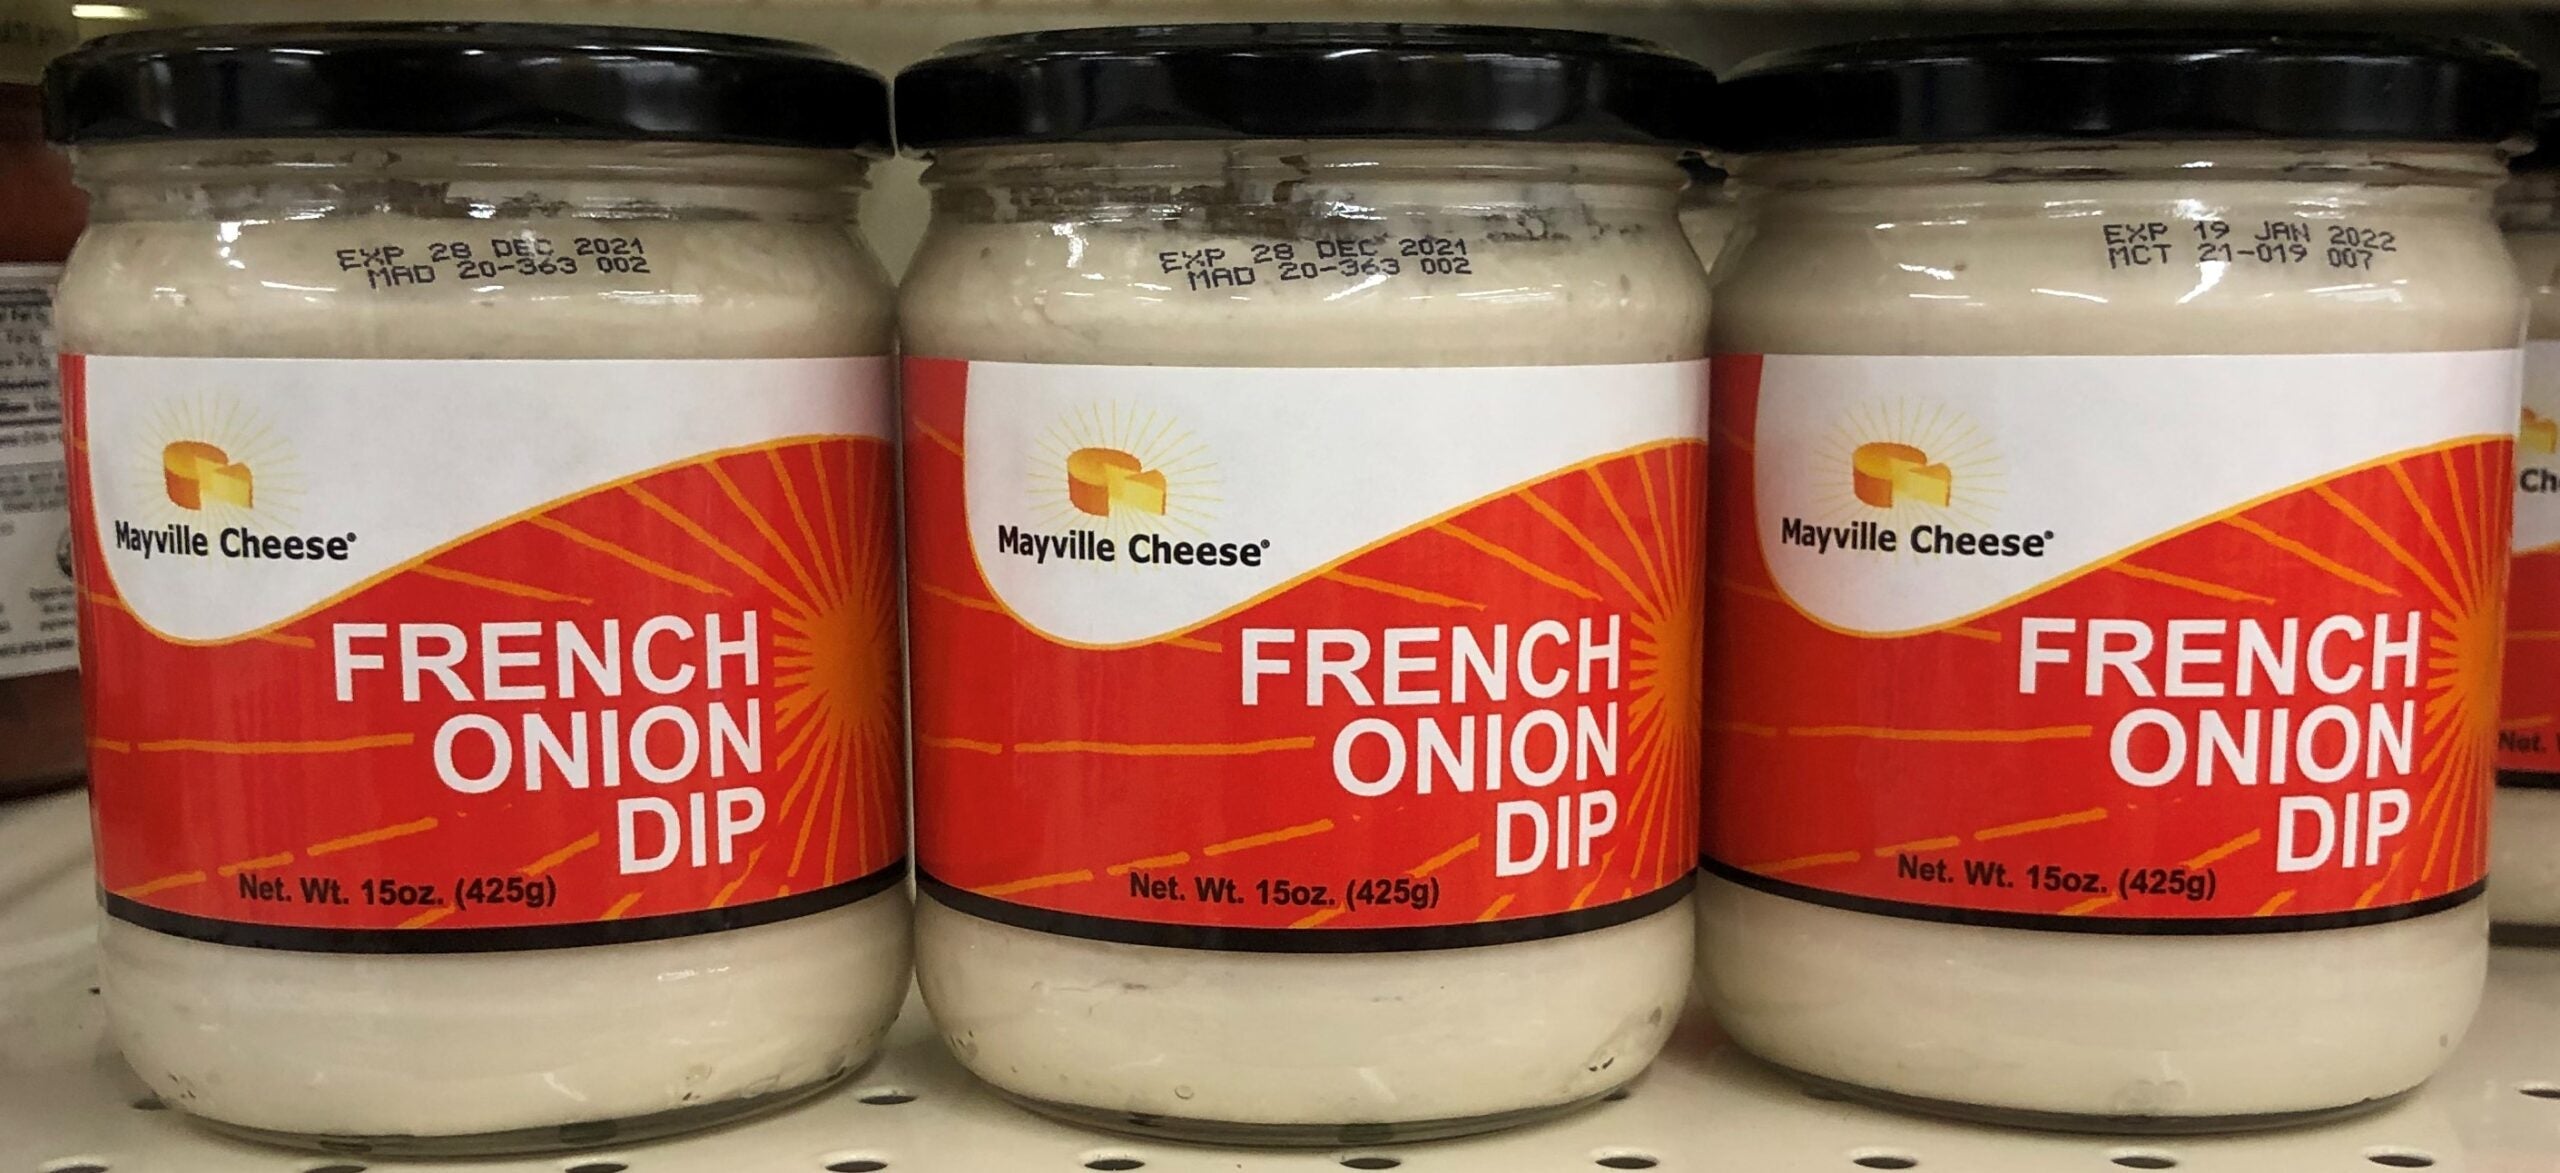 EXP 28 DEC 2021
MAD 20-363 002
Mayville Cheese®
FRENCH
ONION
DIP
Net. Wt. 15oz. (425g)
EXP 28 DEC 2021
MAD 20-363 002
Mayville Cheese®
FRENCH
ONION
DIP
Net. Wt. 15oz. (425g)
EXP 19 JAN 2022
MCT 21-019 007
Mayville Cheese®
FRENCH
ONION
DIP
Net. Wt. 15oz. (425g)
Ch
Net.